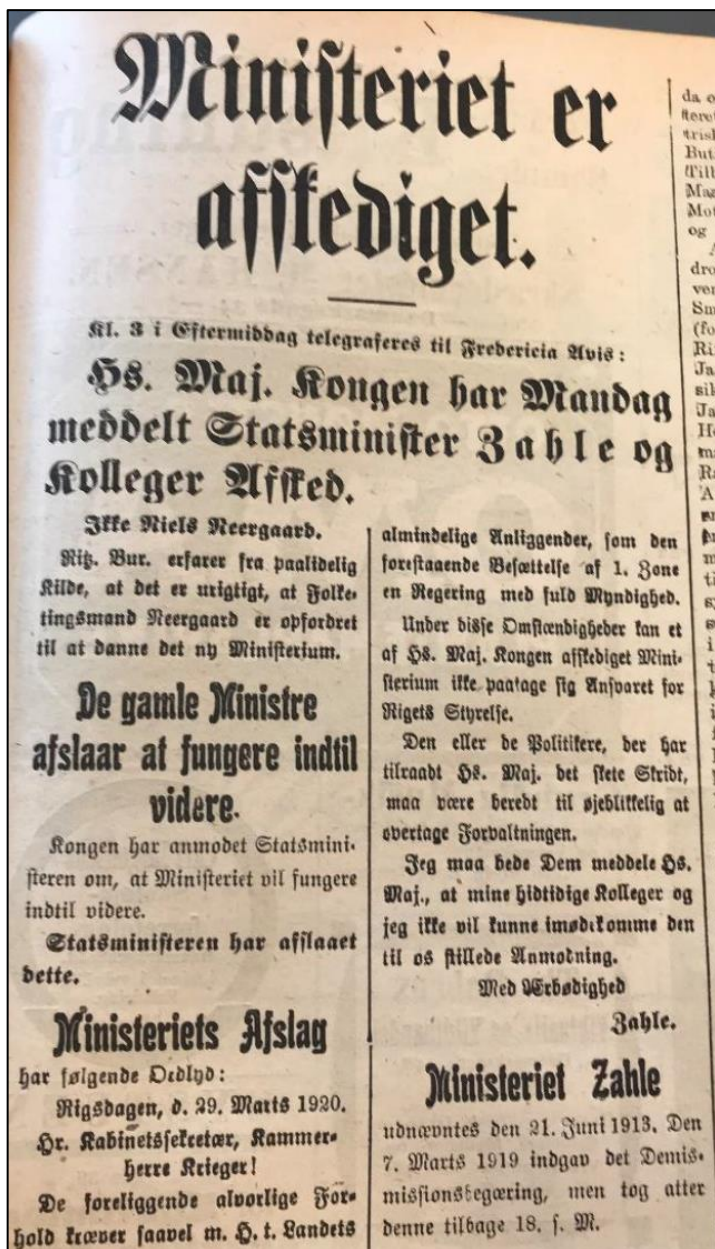 Ministeriet er
afskediget.
Kl. 3 i Eftermiddag telegraferes til Fredericia Avis:
Hs. Maj. Kongen har Mandag
meddelt Statsminister Zahle og
Kolleger Afsked.
Ikke Niels Neergaard.
Ritz. Bur. erfarer fra paalidelig
Kilde, at det er urigtigt, at Folke-
tingsmand Neergaard er opfordret
til at danne det ny Ministerium.
De gamle Ministre
afslaar at fungere indtil
videre.
Kongen har anmodet Statsmini-
steren om, at Ministeriet vil fungere
indtil videre.
Statsministeren har afslaaet
dette.
Ministeriets Afslag
har følgende Ordlyd:
Rigsdagen, d. 29. Marts 1920.
Hr. Kabinetssekretær, Kammer-
herre Krieger!
De foreliggende alvorlige For-
hold kræver saavel m. H. t. Landets
almindelige Anliggender, som den
forestaaende Besættelse af 1. Zone
en Regering med fuld Myndighed.
Under disse Omstændigheder kan et
af Hs. Maj. Kongen afskediget Mini-
sterium ikke paatage sig Ansvaret for
Rigets Styrelse.
Den eller de Politikere, der har
tilraadt Hs. Maj. det skete Skridt,
maa være beredt til øjeblikkelig at
overtage Forvaltningen.
Jeg maa bede Dem meddele Hs.
Maj., at mine hidtidige Kolleger og
jeg ikke vil kunne imødekomme den
til os stillede Anmodning.
Med Ærbødighed
Zahle.
Ministeriet Zahle
udnævntes den 21. Juni 1913. Den
7. Marts 1919 indgav det Demis-
missionsbegæring, men tog atter
denne tilbage 18. s. M.